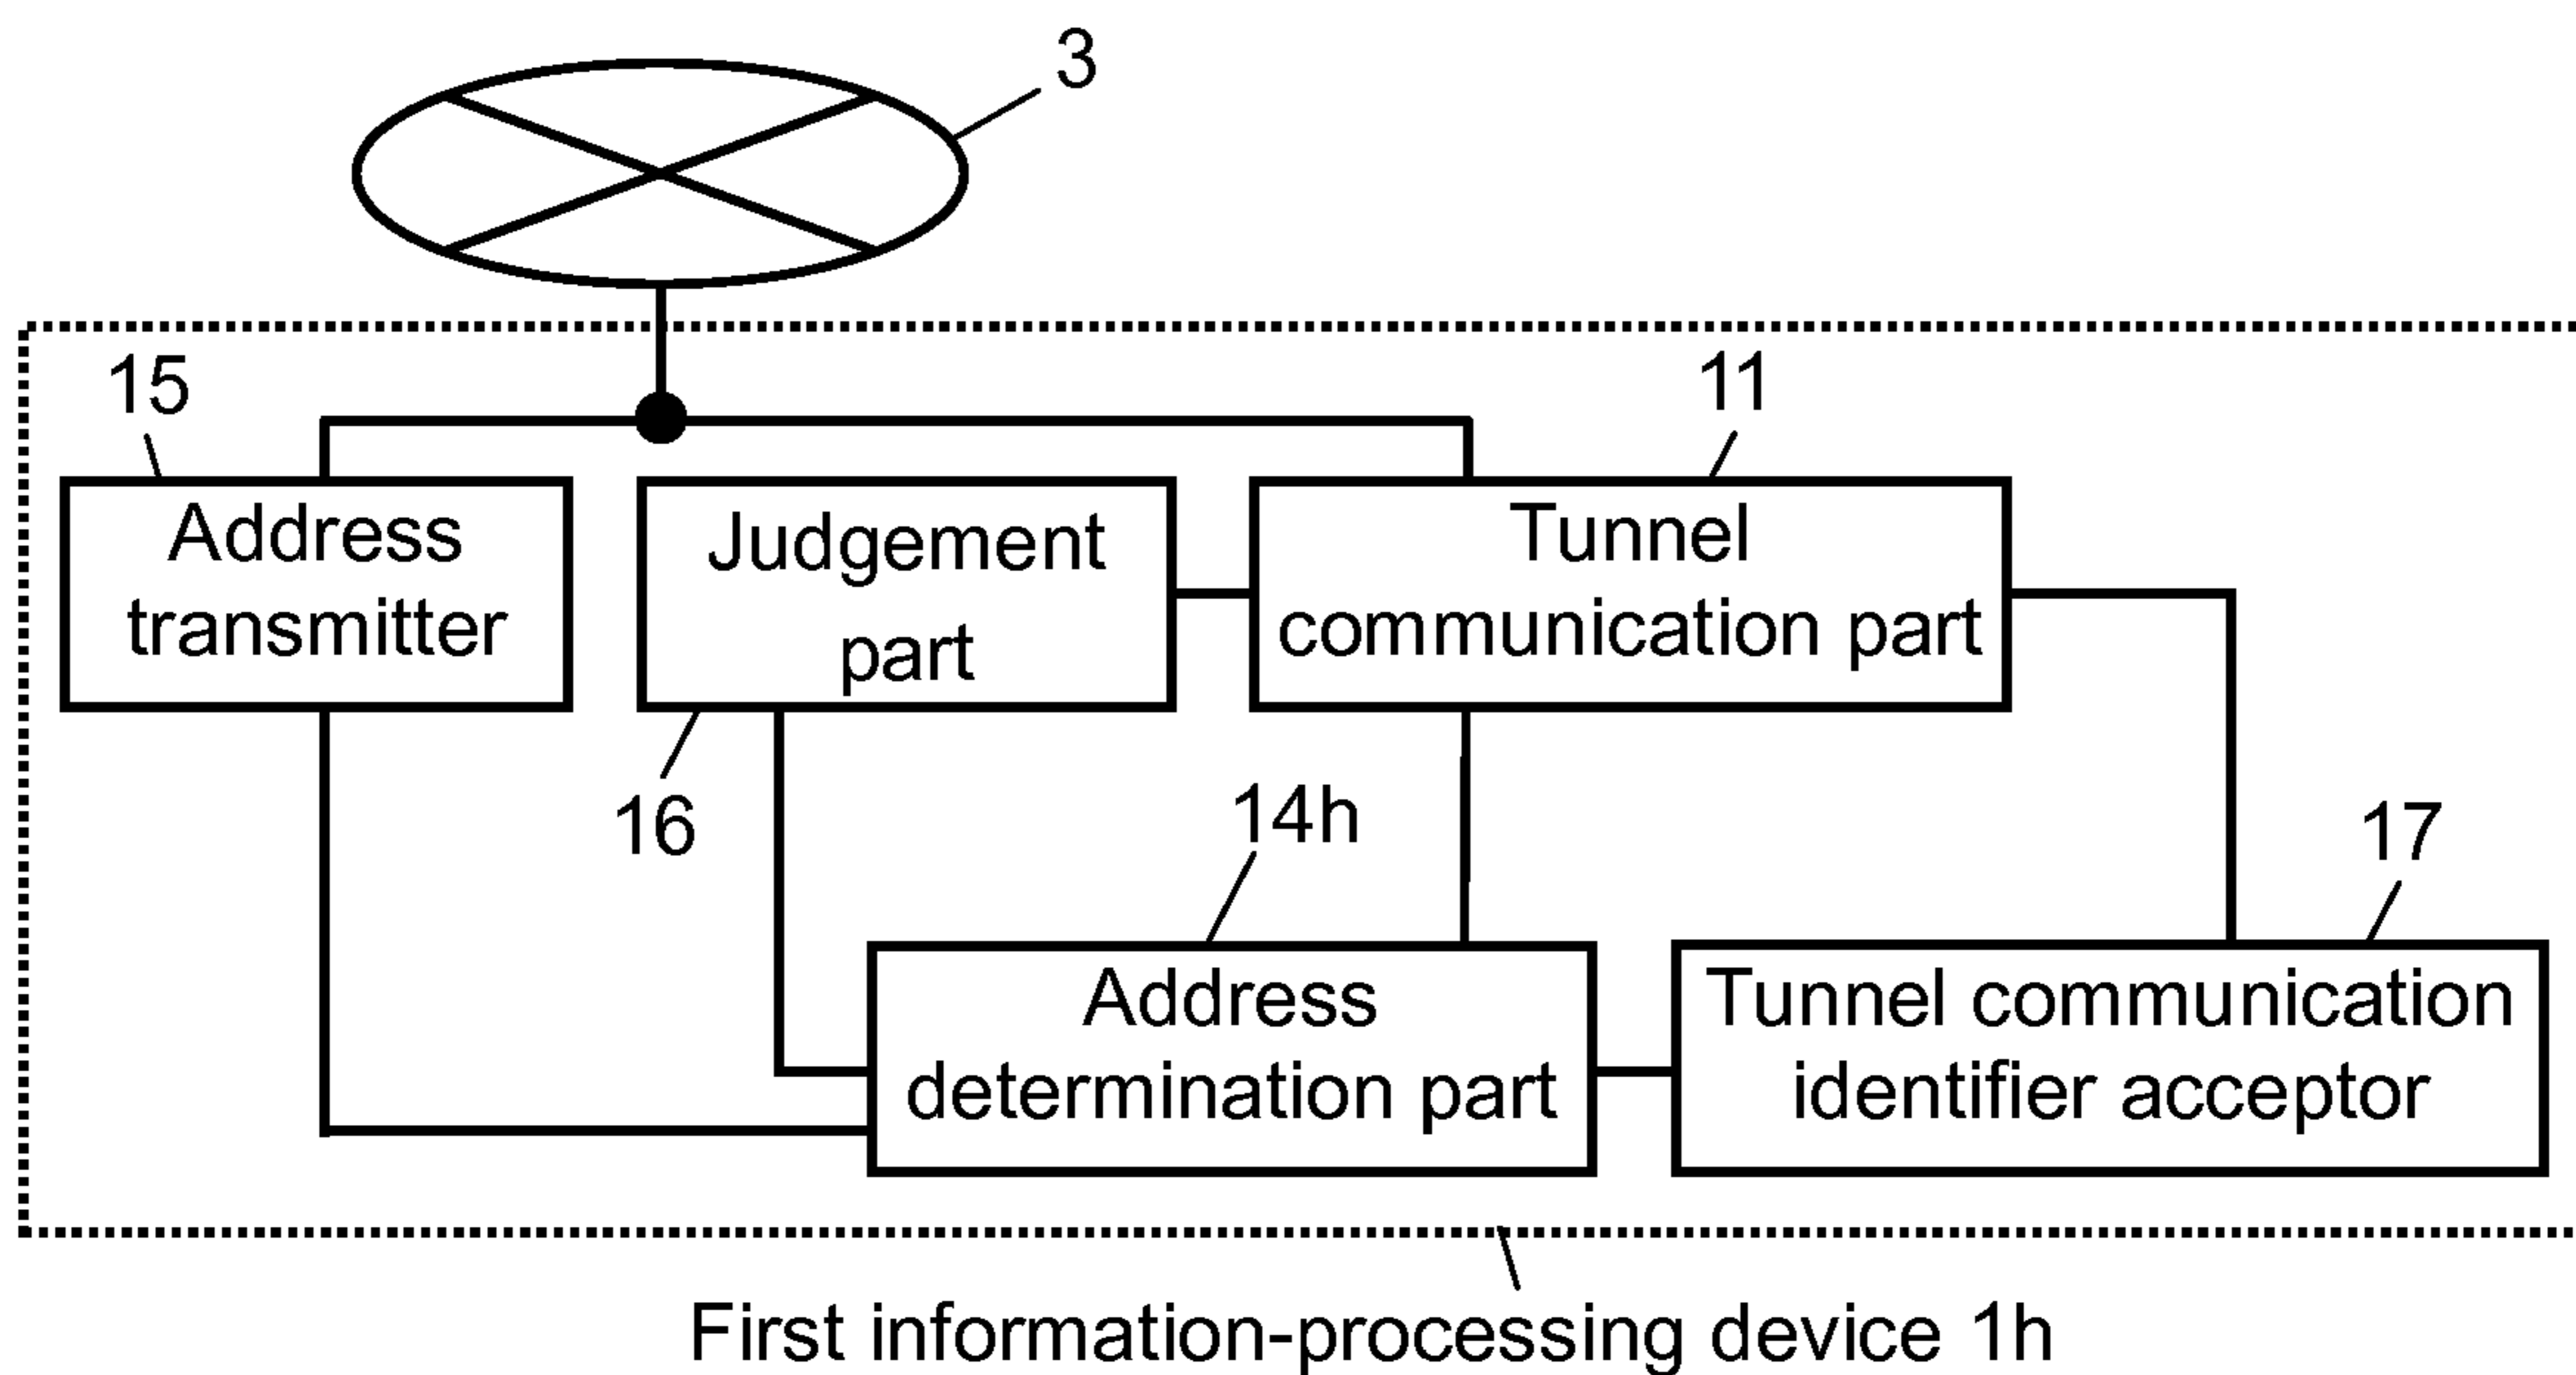 3
15
11
Address
transmitter
Judgement
part
Tunnel
communication part
16
14h
17
Address
determination part
Tunnel communication
identifier acceptor
First information-processing device 1h